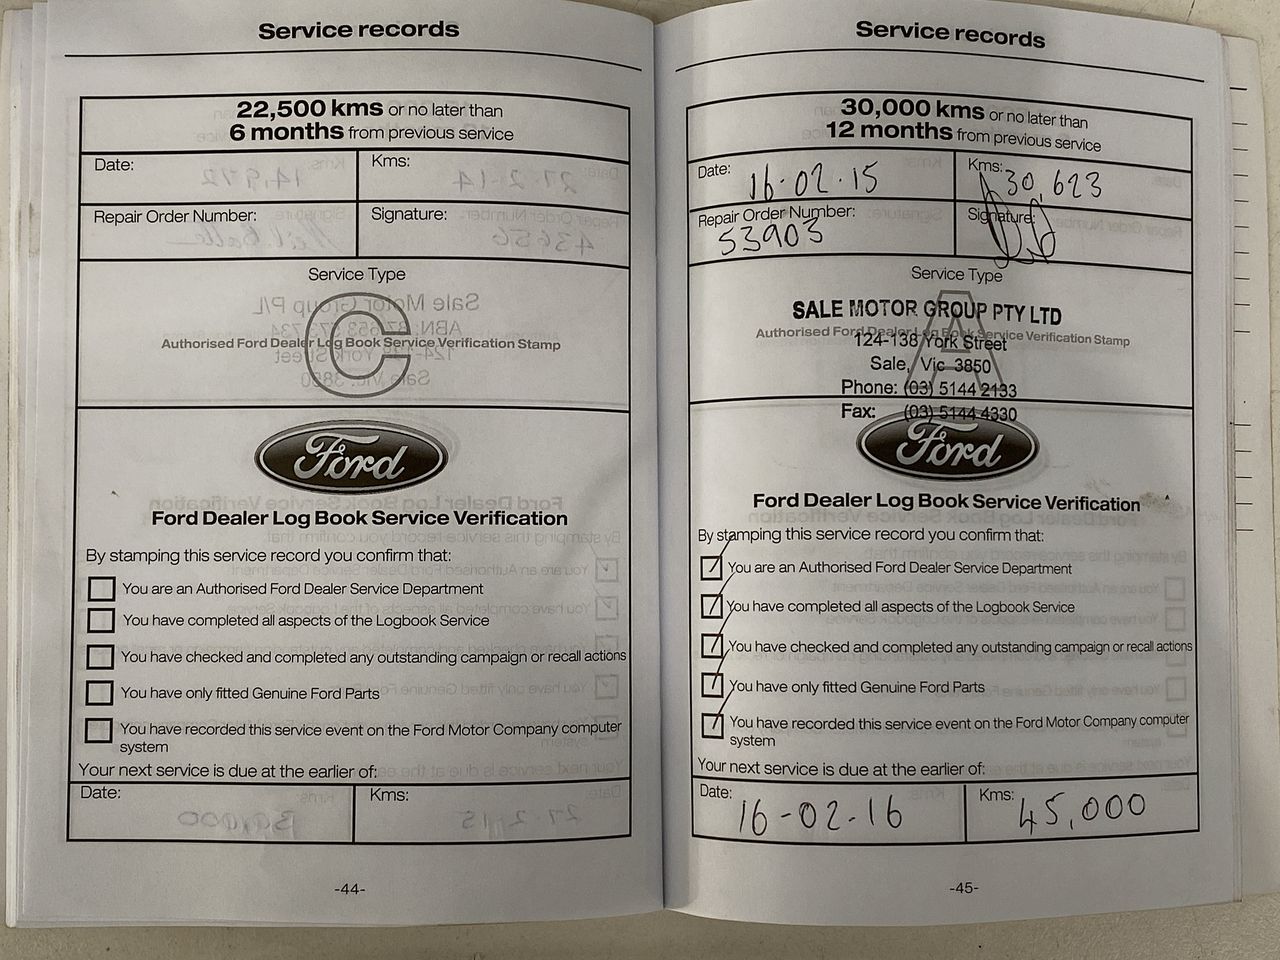 Service records
22,500 kms or no later than
6 months from previous service
Date:
Kms:
Repair Order Number:
Signature:
Service Type
C
Authorised Ford Dealer Log Book Service Verification Stamp
Ford
Ford Dealer Log Book Service Verification
By stamping this service record you confirm that:
You are an Authorised Ford Dealer Service Department
You have completed all aspects of the Logbook Service
You have checked and completed any outstanding campaign or recall actions
You have only fitted Genuine Ford Parts
You have recorded this service event on the Ford Motor Company computer
system
Your next service is due at the earlier of:
Date:
Kms:
-44-
Service records
30,000 kms or no later than
12 months from previous service
Date: 16-02-15
Kms: 30,623
Repair Order Number:
53903
Signature:
Service Type
A
SALE MOTOR GROUP PTY LTD
Authorised Ford Dealer Log Book Service Verification Stamp
124-138 York Street
Sale, Vic 3850
Phone: (03) 5144 2133
Fax: (03) 5144 4330
Ford
Ford Dealer Log Book Service Verification
By stamping this service record you confirm that:
You are an Authorised Ford Dealer Service Department
You have completed all aspects of the Logbook Service
You have checked and completed any outstanding campaign or recall actions
You have only fitted Genuine Ford Parts
You have recorded this service event on the Ford Motor Company computer
system
Your next service is due at the earlier of:
Date: 16-02-16
Kms: 45,000
-45-